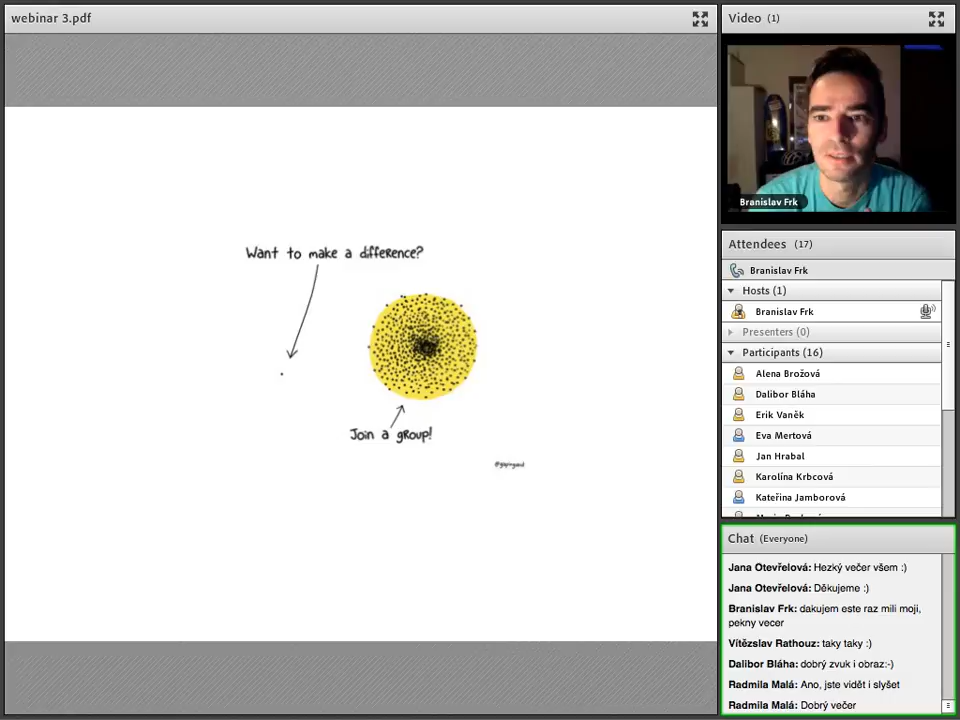 webinar 3.pdf
Want to make a difference?
Join a group!
@gapingvoid
Video (1)
Branislav Frk
Attendees (17)
Branislav Frk
Hosts (1)
Branislav Frk
Presenters (0)
Participants (16)
Alena Brožová
Dalibor Bláha
Erik Vaněk
Eva Mertová
Jan Hrabal
Karolína Krbcová
Kateřina Jamborová
Chat (Everyone)
Jana Otevřelová: Hezký večer všem :)
Jana Otevřelová: Děkujeme :)
Branislav Frk: dakujem este raz mili moji,
pekny vecer
Vítězslav Rathouz: taky taky :)
Dalibor Bláha: dobrý zvuk i obraz:-)
Radmila Malá: Ano, jste vidět i slyšet
Radmila Malá: Dobrý večer